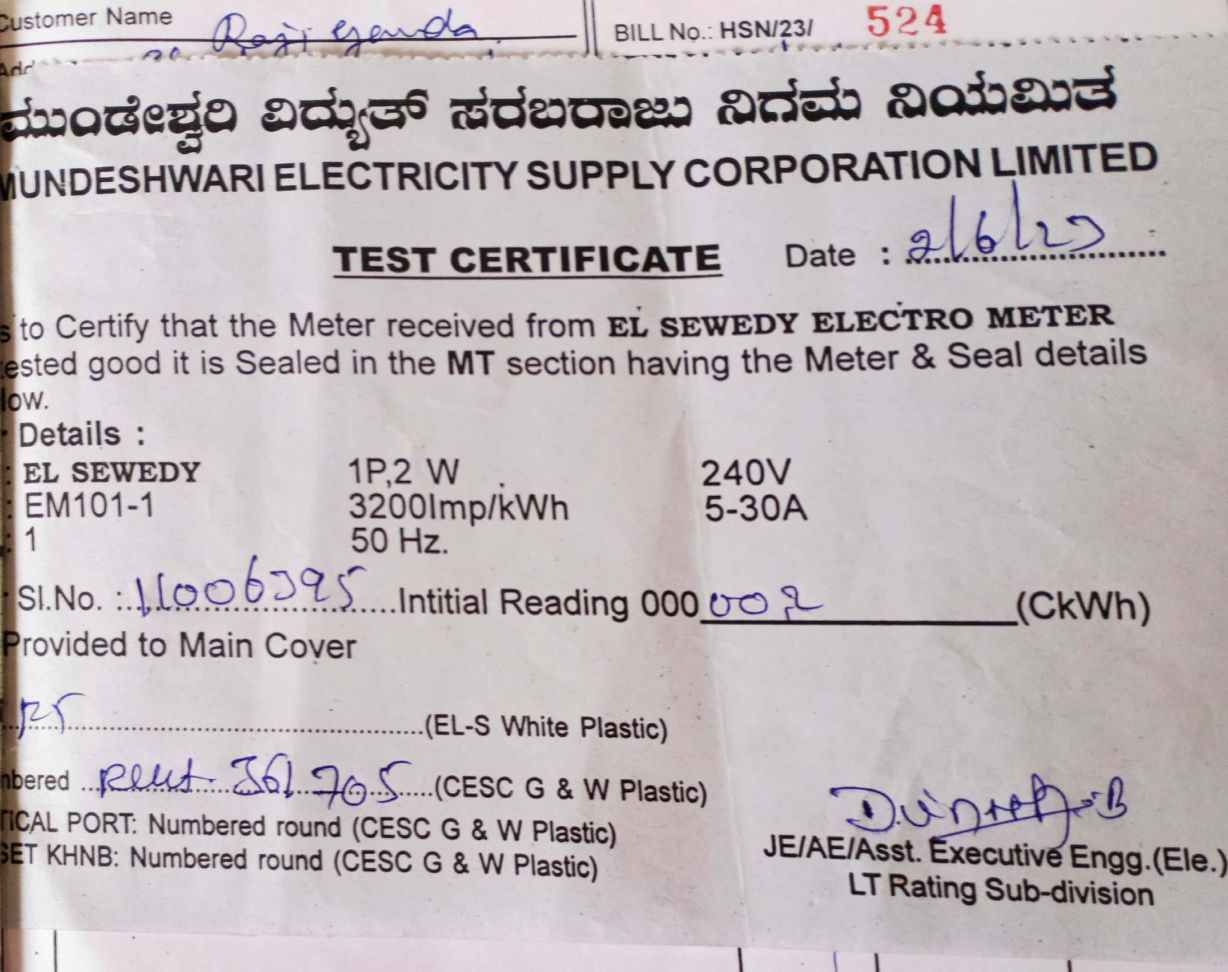 Customer Name Raji gowda
BILL No.: HSN/23/ 524
ಮುಂಡೇಶ್ವರಿ ವಿದ್ಯುತ್ ಸರಬರಾಜು ನಿಗಮ ನಿಯಮಿತ
MUNDESHWARI ELECTRICITY SUPPLY CORPORATION LIMITED
TEST CERTIFICATE Date : 2/6/23
s to Certify that the Meter received from EL SEWEDY ELECTRO METER
ested good it is Sealed in the MT section having the Meter & Seal details
low.
Details :
: EL SEWEDY 1P,2 W 240V
: EM101-1 3200Imp/kWh 5-30A
: 1 50 Hz.
Sl.No. : 11006395 Intitial Reading 000 002 (CkWh)
Provided to Main Cover
(EL-S White Plastic)
nbered 361705 (CESC G & W Plastic)
TICAL PORT: Numbered round (CESC G & W Plastic)
SET KHNB: Numbered round (CESC G & W Plastic)
JE/AE/Asst. Executive Engg.(Ele.)
LT Rating Sub-division